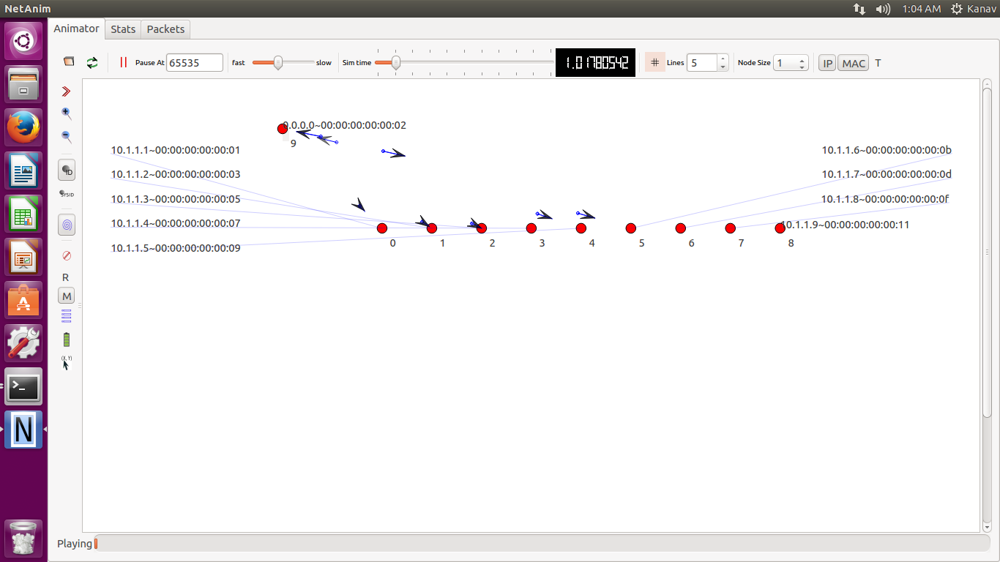 NetAnim
1:04 AM Kanav
Animator Stats Packets
Pause At 65535 fast slow Sim time 1.01780542 # Lines 5 Node Size 1 IP MAC T
ID
SYSID
R
M
(X, Y)
0.0.0.0~00:00:00:00:00:02
9
10.1.1.1~00:00:00:00:00:01
10.1.1.6~00:00:00:00:00:0b
10.1.1.2~00:00:00:00:00:03
10.1.1.7~00:00:00:00:00:0d
10.1.1.3~00:00:00:00:00:05
10.1.1.8~00:00:00:00:00:0f
10.1.1.4~00:00:00:00:00:07
10.1.1.9~00:00:00:00:00:11
0 1 2 3 4 5 6 7 8
10.1.1.5~00:00:00:00:00:09
Playing